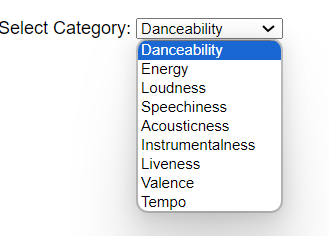 Select Category: Danceability
Danceability
Energy
Loudness
Speechiness
Acousticness
Instrumentalness
Liveness
Valence
Tempo